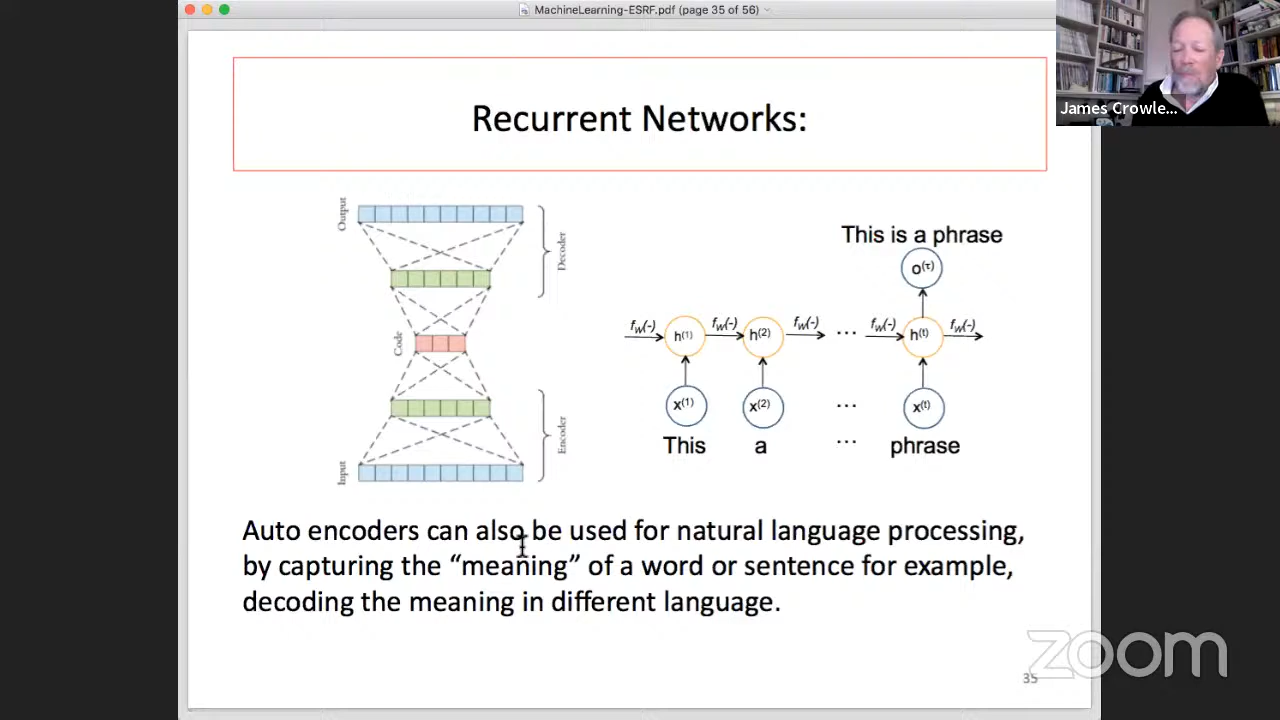 MachineLearning-ESRF.pdf (page 35 of 56)
James Crowle...
Recurrent Networks:
Output
Decoder
Code
Encoder
Input
This is a phrase
o(τ)
fw(-) h(1) fw(-) h(2) fw(-) ... fw(-) h(t) fw(-)
x(1) x(2) ... x(t)
This a ... phrase
Auto encoders can also be used for natural language processing,
by capturing the “meaning” of a word or sentence for example,
decoding the meaning in different language.
zoom
35